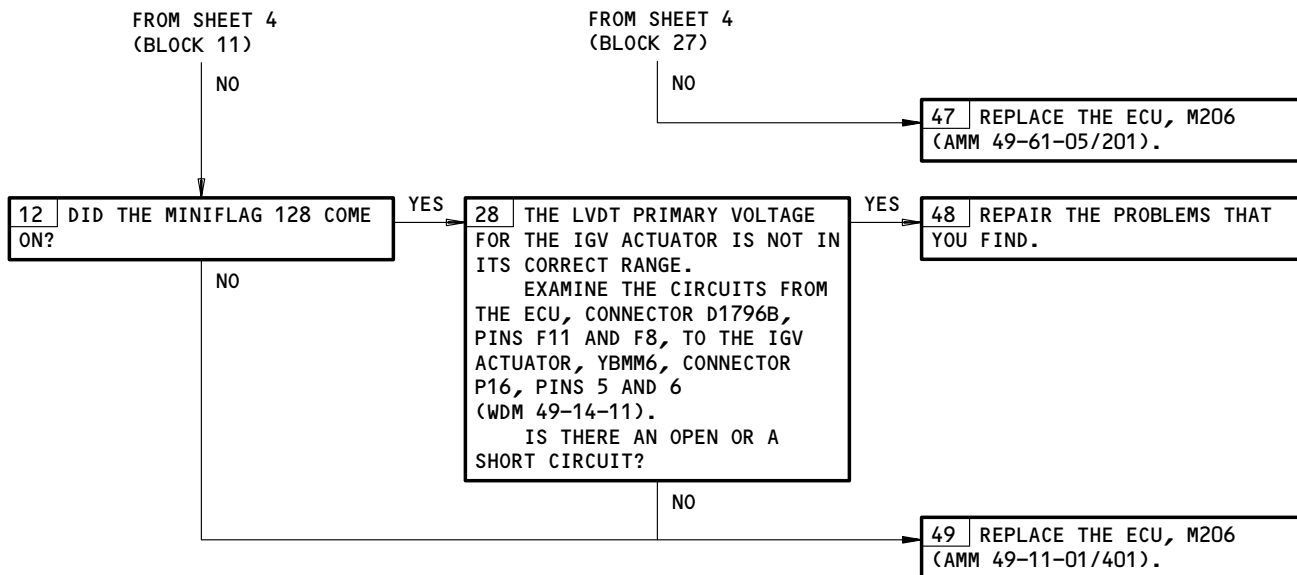 FROM SHEET 4
(BLOCK 11)
NO
FROM SHEET 4
(BLOCK 27)
NO
47 REPLACE THE ECU, M206
(AMM 49-61-05/201).
12 DID THE MINIFLAG 128 COME
ON?
YES
NO
28 THE LVDT PRIMARY VOLTAGE
FOR THE IGV ACTUATOR IS NOT IN
ITS CORRECT RANGE.
EXAMINE THE CIRCUITS FROM
THE ECU, CONNECTOR D1796B,
PINS F11 AND F8, TO THE IGV
ACTUATOR, YBMM6, CONNECTOR
P16, PINS 5 AND 6
(WDM 49-14-11).
IS THERE AN OPEN OR A
SHORT CIRCUIT?
YES
NO
48 REPAIR THE PROBLEMS THAT
YOU FIND.
49 REPLACE THE ECU, M206
(AMM 49-11-01/401).